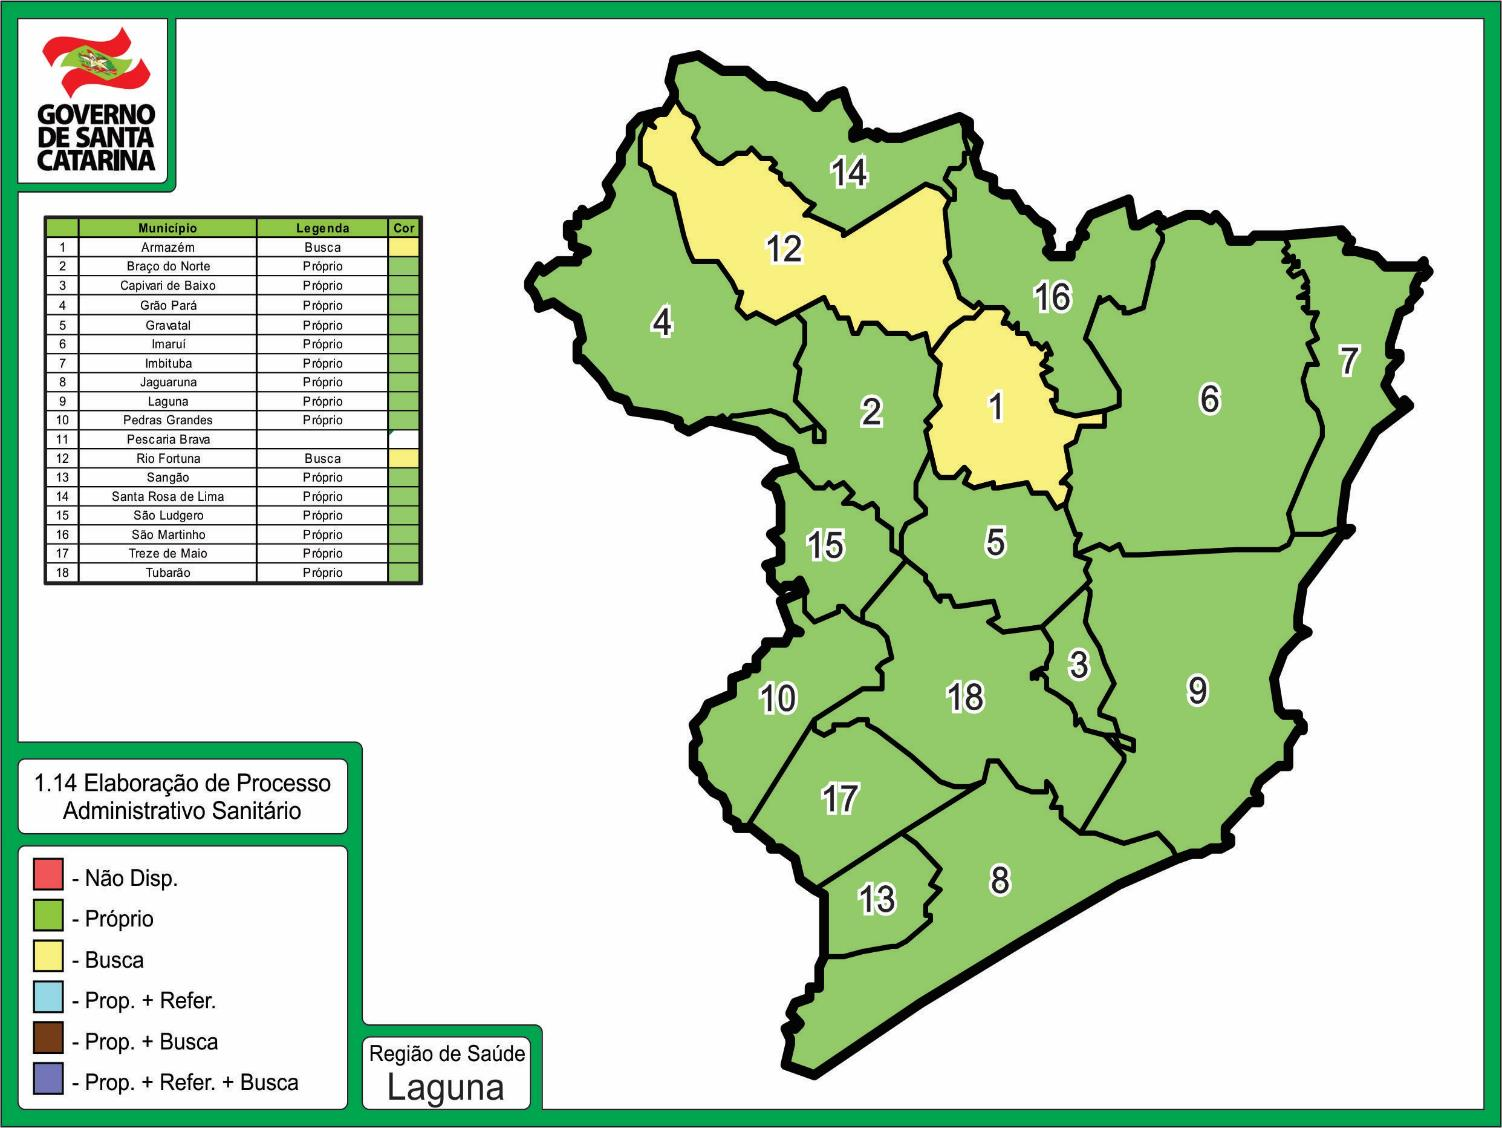 GOVERNO
DE SANTA
CATARINA
Município Legenda Cor
1 Armazém Busca
2 Braço do Norte Próprio
3 Capivari de Baixo Próprio
4 Grão Pará Próprio
5 Gravatal Próprio
6 Imaruí Próprio
7 Imbituba Próprio
8 Jaguaruna Próprio
9 Laguna Próprio
10 Pedras Grandes Próprio
11 Pescaria Brava
12 Rio Fortuna Busca
13 Sangão Próprio
14 Santa Rosa de Lima Próprio
15 São Ludgero Próprio
16 São Martinho Próprio
17 Treze de Maio Próprio
18 Tubarão Próprio
14
12
16
4
7
6
1
2
5
15
3
9
18
10
17
8
13
1.14 Elaboração de Processo
Administrativo Sanitário
- Não Disp.
- Próprio
- Busca
- Prop. + Refer.
- Prop. + Busca
- Prop. + Refer. + Busca
Região de Saúde
Laguna